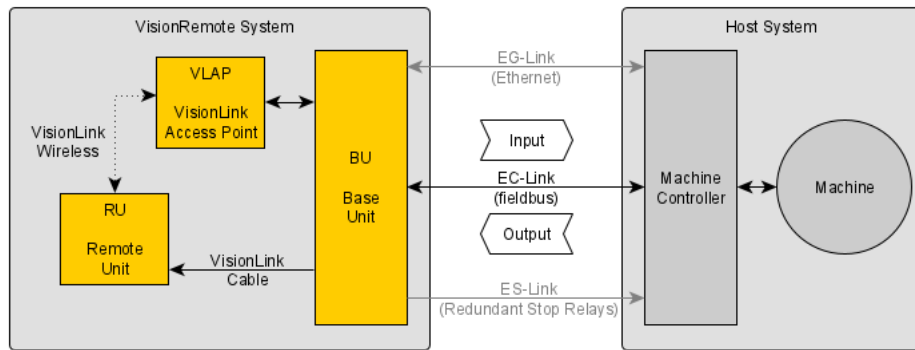 VisionRemote System
Host System
VLAP
VisionLink
Access Point
VisionLink
Wireless
RU
Remote
Unit
VisionLink
Cable
BU
Base
Unit
EG-Link
(Ethernet)
Input
EC-Link
(fieldbus)
Output
ES-Link
(Redundant Stop Relays)
Machine
Controller
Machine